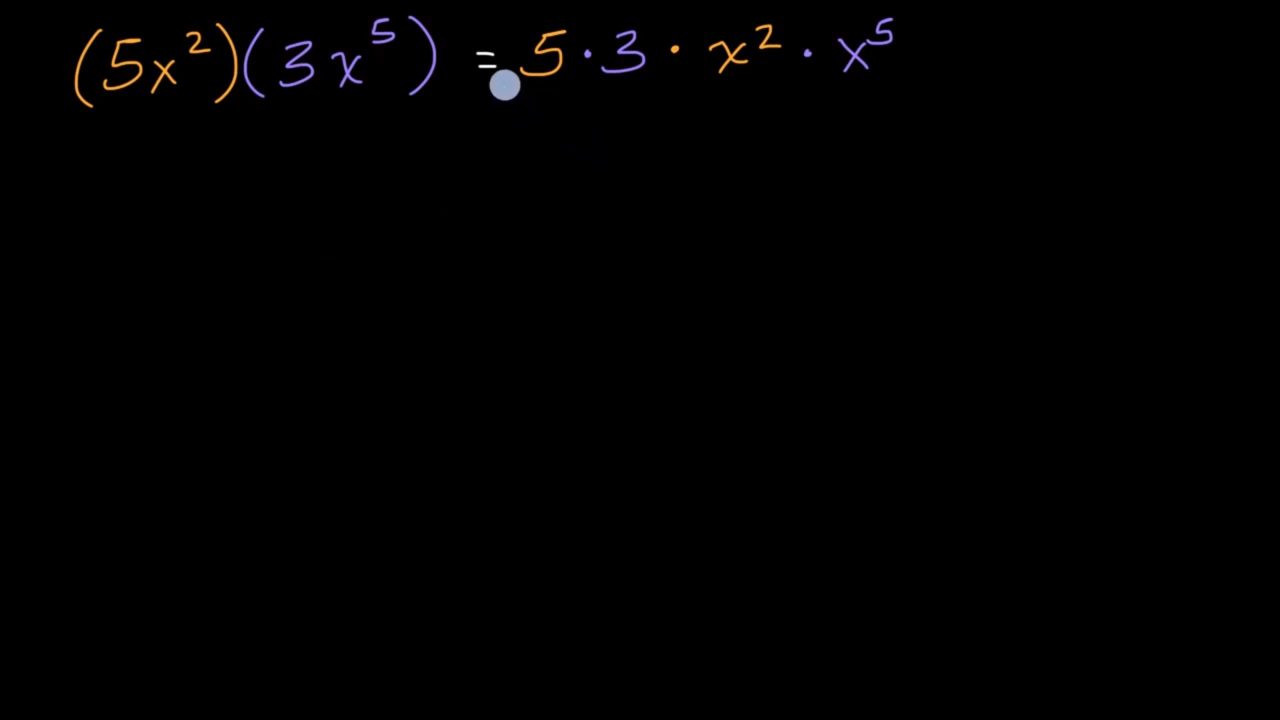 (5x²)(3x⁵) = 5 · 3 · x² · x⁵